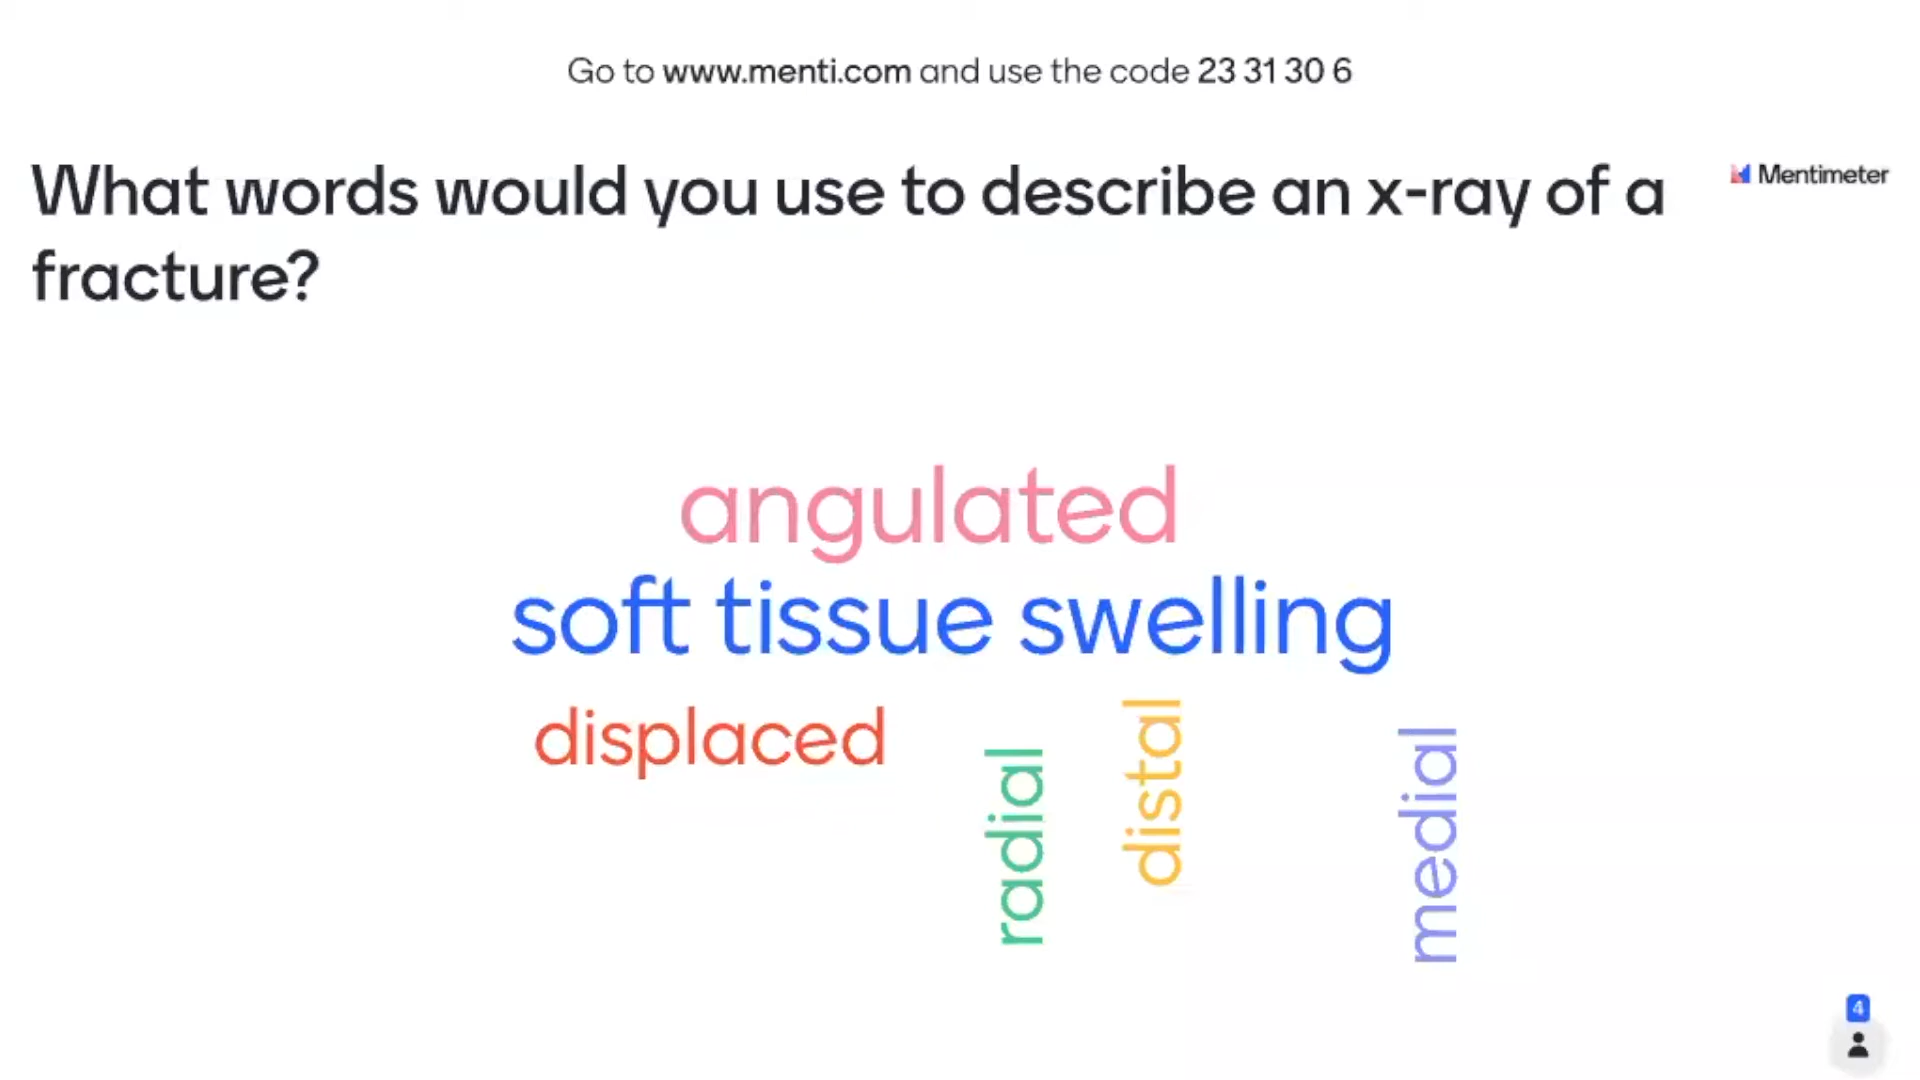 Go to www.menti.com and use the code 23 31 30 6
What words would you use to describe an x-ray of a
fracture?
Mentimeter
angulated
soft tissue swelling
displaced
radial
distal
medial
4